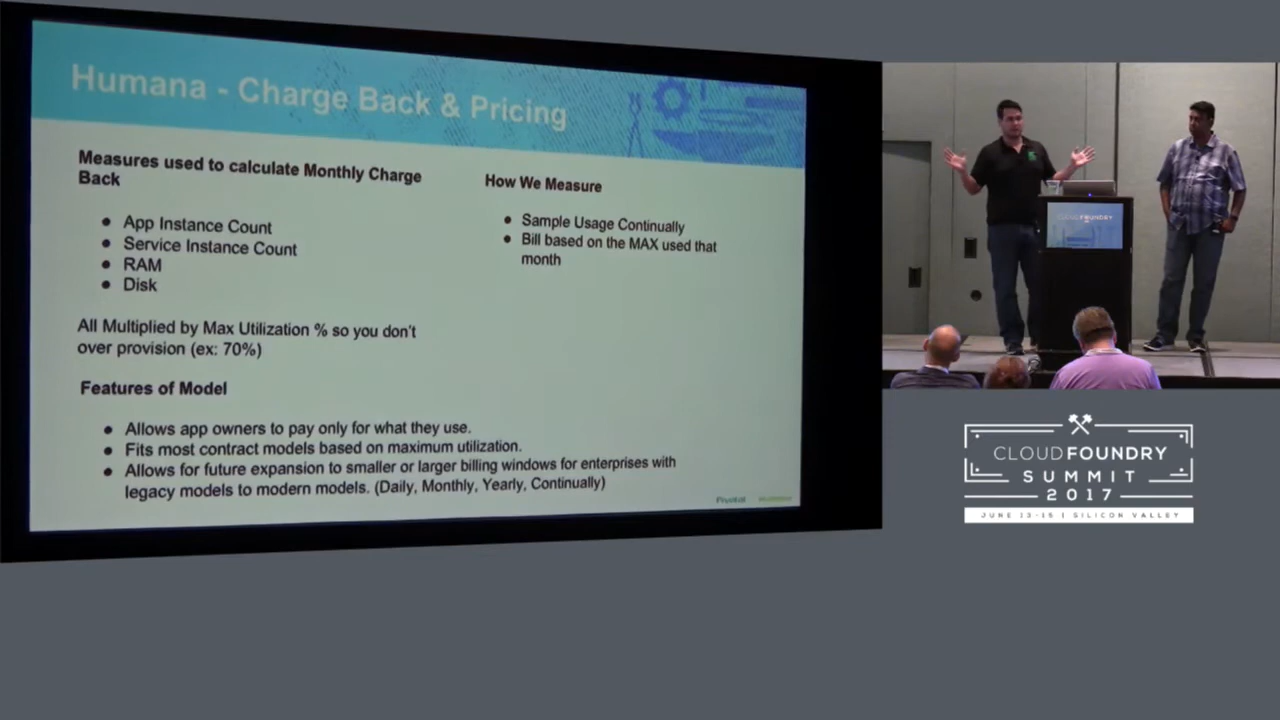 Humana - Charge Back & Pricing
Measures used to calculate Monthly Charge
Back
App Instance Count
Service Instance Count
RAM
Disk
All Multiplied by Max Utilization % so you don't
over provision (ex: 70%)
Features of Model
Allows app owners to pay only for what they use.
Fits most contract models based on maximum utilization.
Allows for future expansion to smaller or larger billing windows for enterprises with
legacy models to modern models. (Daily, Monthly, Yearly, Continually)
How We Measure
Sample Usage Continually
Bill based on the MAX used that
month
Pivotal
CLOUD FOUNDRY
CLOUD FOUNDRY
SUMMIT
2017
JUNE 13-15 | SILICON VALLEY